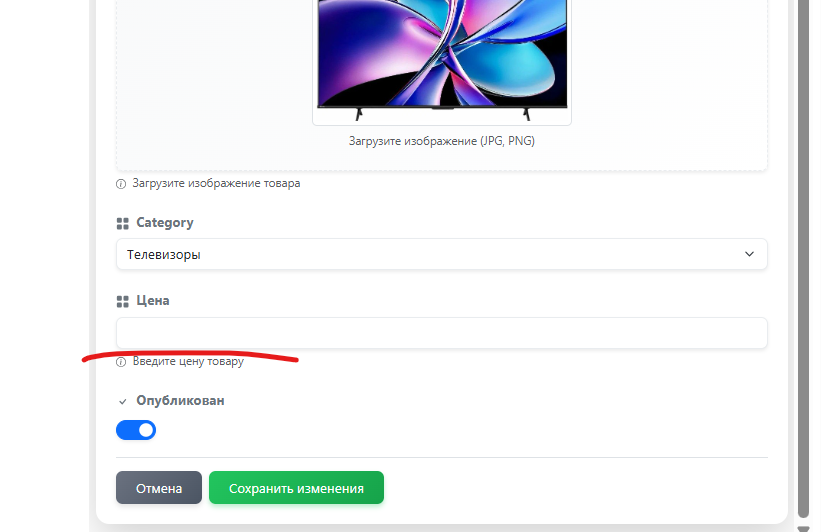 Загрузите изображение (JPG, PNG)
Загрузите изображение товара
Category
Телевизоры
Цена
Введите цену товару
Опубликован
Отмена
Сохранить изменения